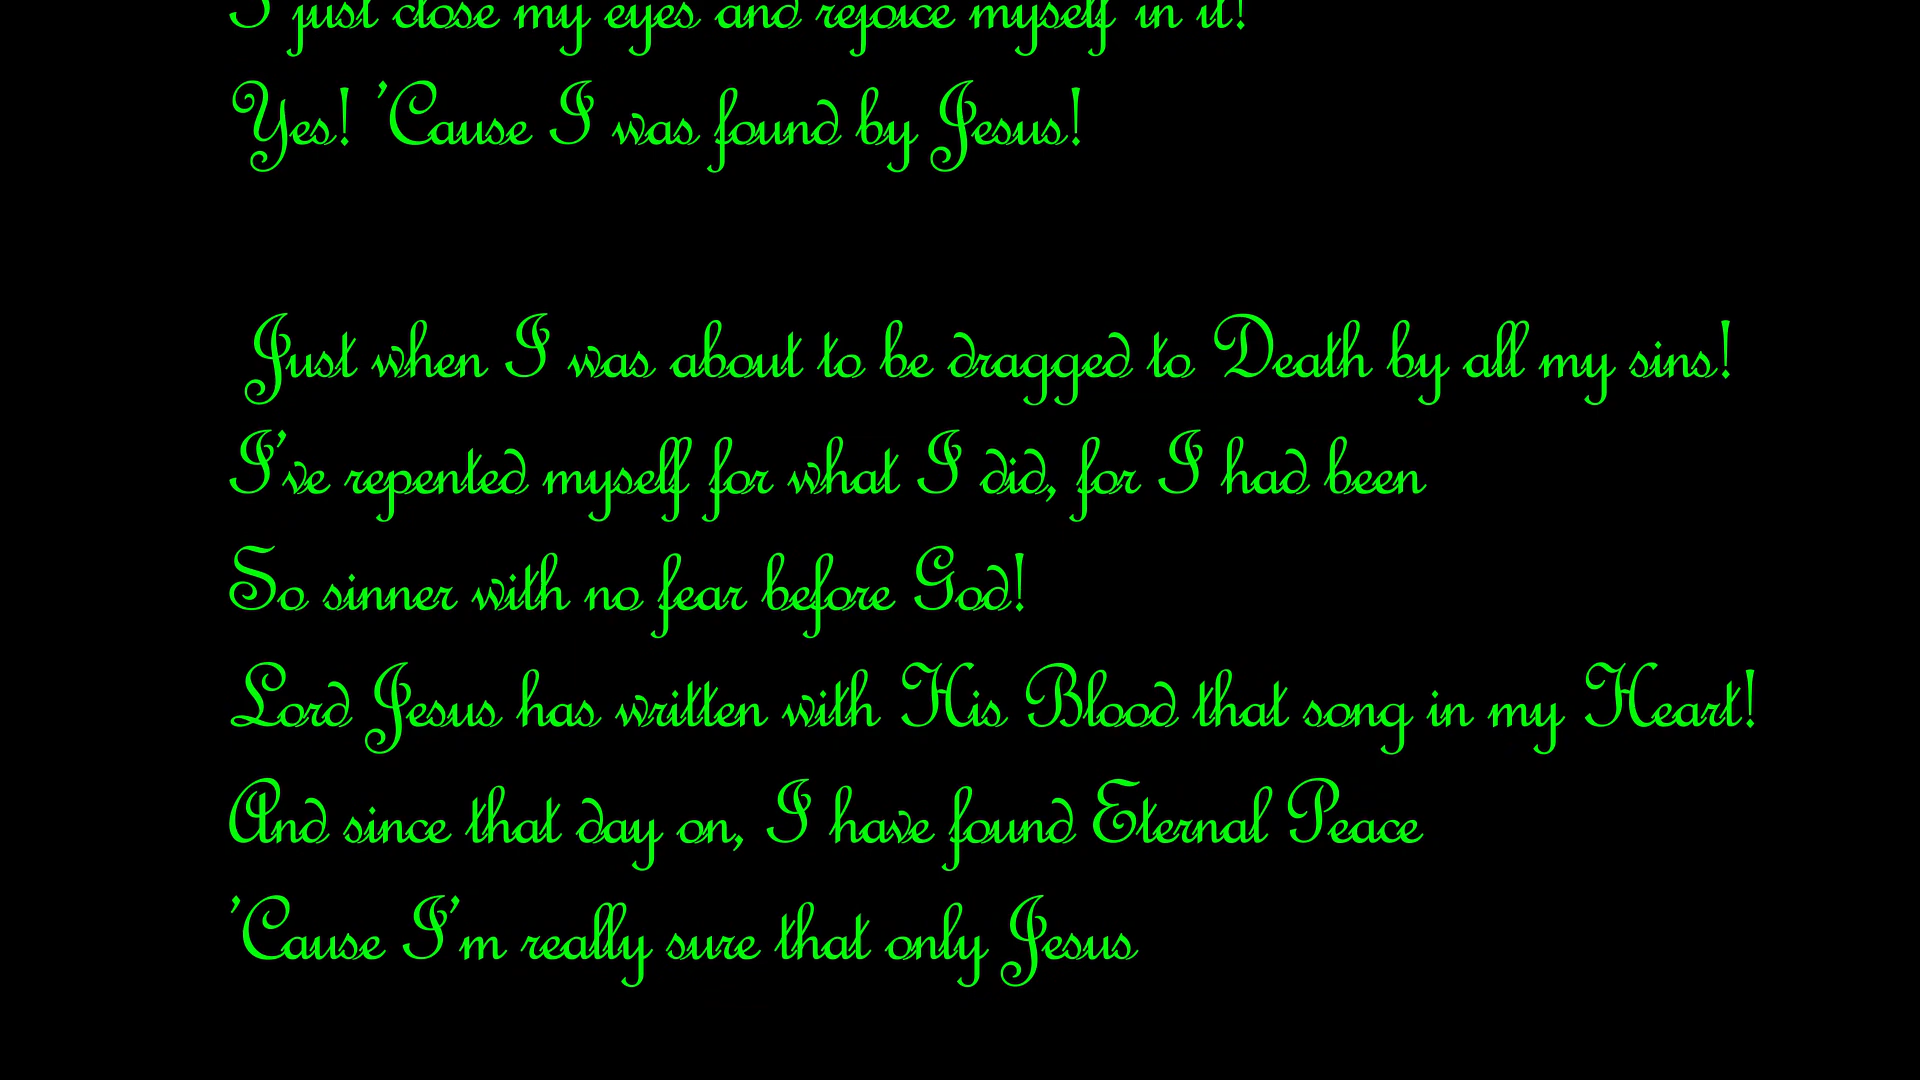 I just close my eyes and rejoice myself in it!
Yes! 'Cause I was found by Jesus!
Just when I was about to be dragged to Death by all my sins!
I've repented myself for what I did, for I had been
So sinner with no fear before God!
Lord Jesus has written with His Blood that song in my Heart!
And since that day on, I have found Eternal Peace
'Cause I'm really sure that only Jesus